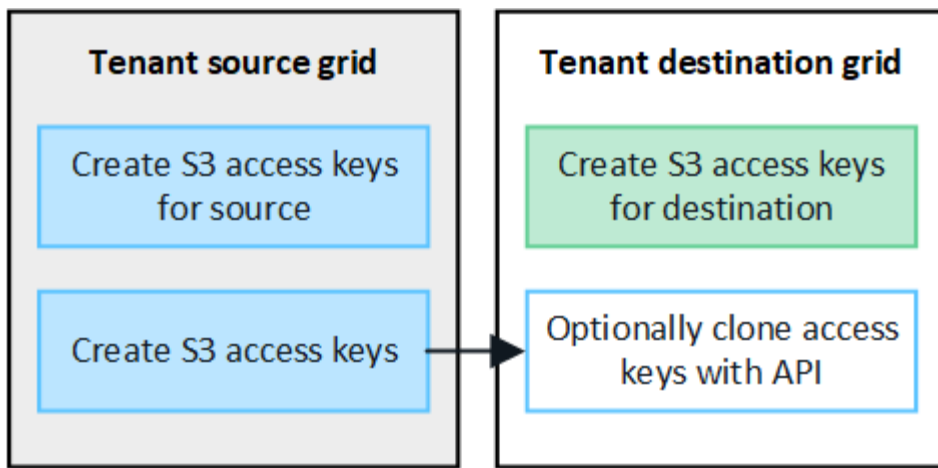 Tenant source grid
Create S3 access keys
for source
Create S3 access keys
Tenant destination grid
Create S3 access keys
for destination
Optionally clone access
keys with API